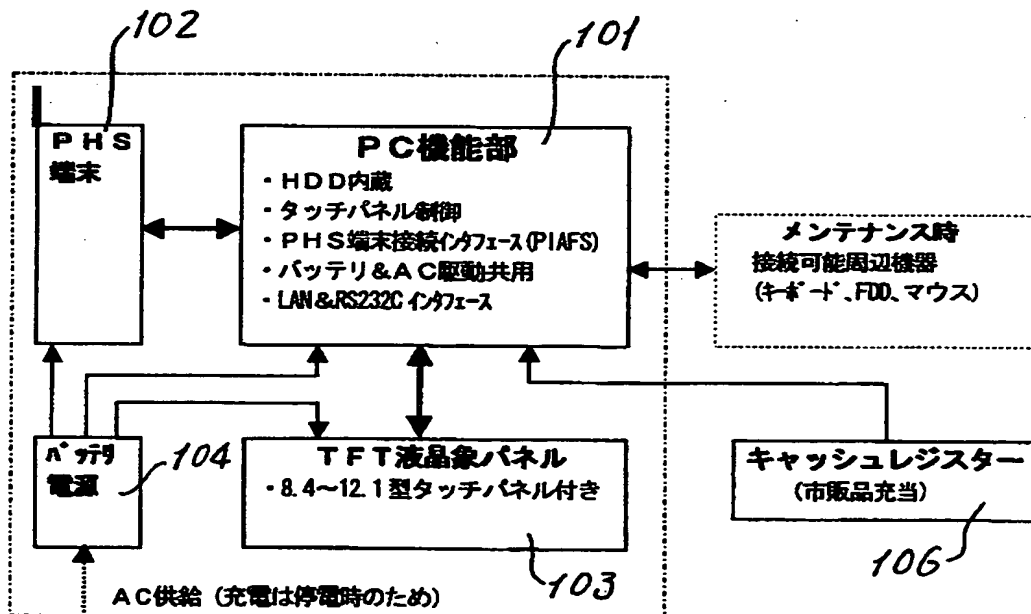 102
101
ＰＨＳ
端末
ＰＣ機能部
・ＨＤＤ内蔵
・タッチパネル制御
・ＰＨＳ端末接続インタフェース(PIAFS)
・バッテリ＆ＡＣ駆動共用
・LAN＆RS232C インタフェース
メンテナンス時
接続可能周辺機器
(キーボード、FDD、マウス)
バッテリ
電源
104
ＴＦＴ液晶象パネル
・8.4〜12.1型タッチパネル付き
103
キャッシュレジスター
(市販品充当)
106
AC供給 (充電は停電時のため)